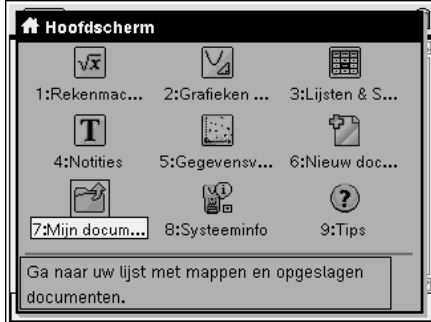 Hoofdscherm
1:Rekenmac... 2:Grafieken ... 3:Lijsten & S...
4:Notities 5:Gegevensv... 6:Nieuw doc...
7:Mijn docum... 8:Systeeminfo 9:Tips
Ga naar uw lijst met mappen en opgeslagen
documenten.